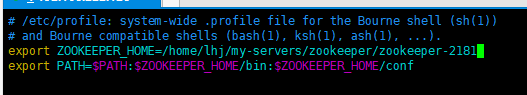 # /etc/profile: system-wide .profile file for the Bourne shell (sh(1))
# and Bourne compatible shells (bash(1), ksh(1), ash(1), ...).
export ZOOKEEPER_HOME=/home/lhj/my-servers/zookeeper/zookeeper-2181
export PATH=$PATH:$ZOOKEEPER_HOME/bin:$ZOOKEEPER_HOME/conf